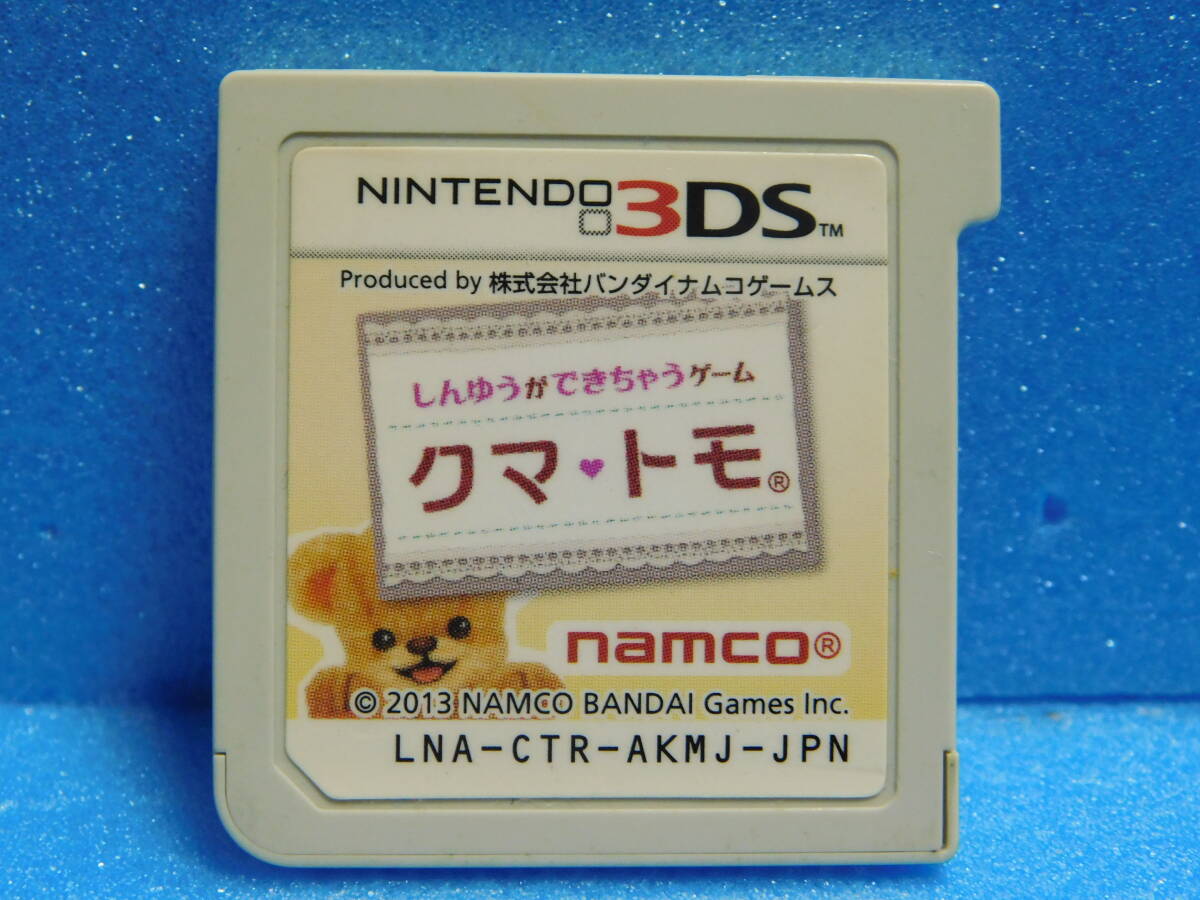 NINTENDO 3DS™
Produced by 株式会社バンダイナムコゲームス
しんゆうができちゃうゲーム
クマ♥トモ®
namco®
© 2013 NAMCO BANDAI Games Inc.
LNA-CTR-AKMJ-JPN